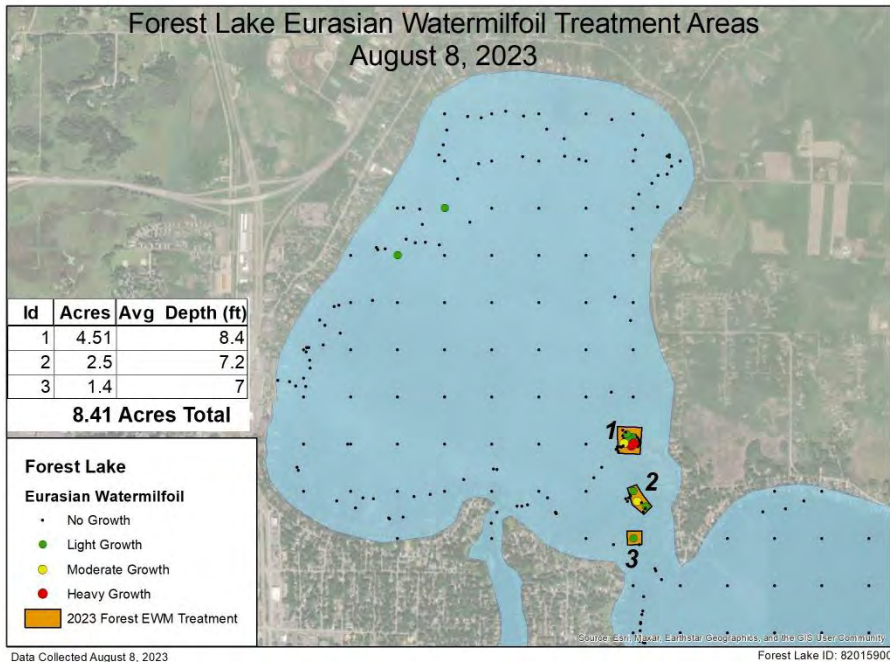 Forest Lake Eurasian Watermilfoil Treatment Areas
August 8, 2023
Id Acres Avg Depth (ft)
1 4.51 8.4
2 2.5 7.2
3 1.4 7
8.41 Acres Total
1
2
3
Forest Lake
Eurasian Watermilfoil
No Growth
Light Growth
Moderate Growth
Heavy Growth
2023 Forest EWM Treatment
Source: Esri, Maxar, Earthstar Geographics, and the GIS User Community
Data Collected August 8, 2023
Forest Lake ID: 82015900